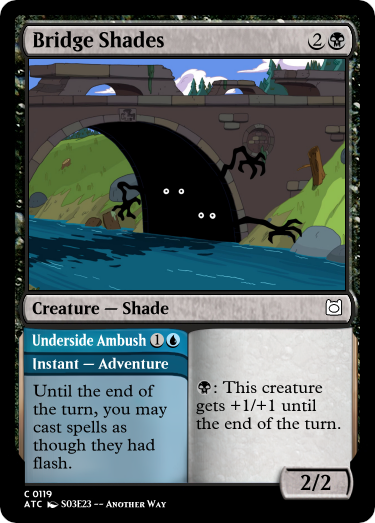 Bridge Shades 2
Creature — Shade
Underside Ambush 1
Instant — Adventure
Until the end of
the turn, you may
cast spells as
though they had
flash.
: This creature
gets +1/+1 until
the end of the turn.
2/2
C 0119
ATC S03E23 -- Another Way